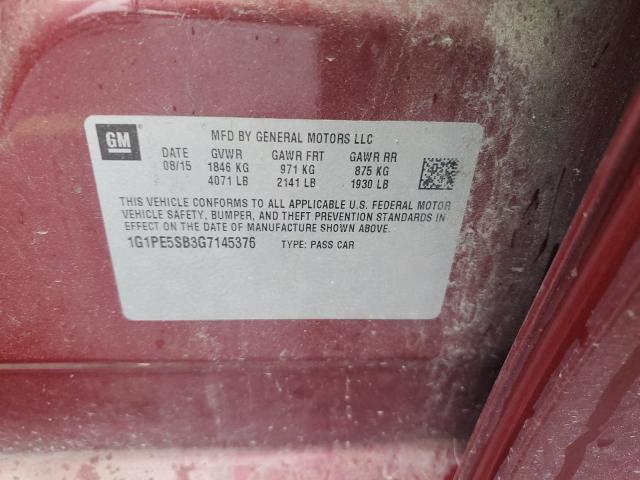 GM
MFD BY GENERAL MOTORS LLC
DATE GVWR GAWR FRT GAWR RR
08/15 1846 KG 971 KG 875 KG
4071 LB 2141 LB 1930 LB
THIS VEHICLE CONFORMS TO ALL APPLICABLE U.S. FEDERAL MOTOR
VEHICLE SAFETY, BUMPER, AND THEFT PREVENTION STANDARDS IN
EFFECT ON THE DATE OF MANUFACTURE SHOWN ABOVE.
1G1PE5SB3G7145376 TYPE: PASS CAR